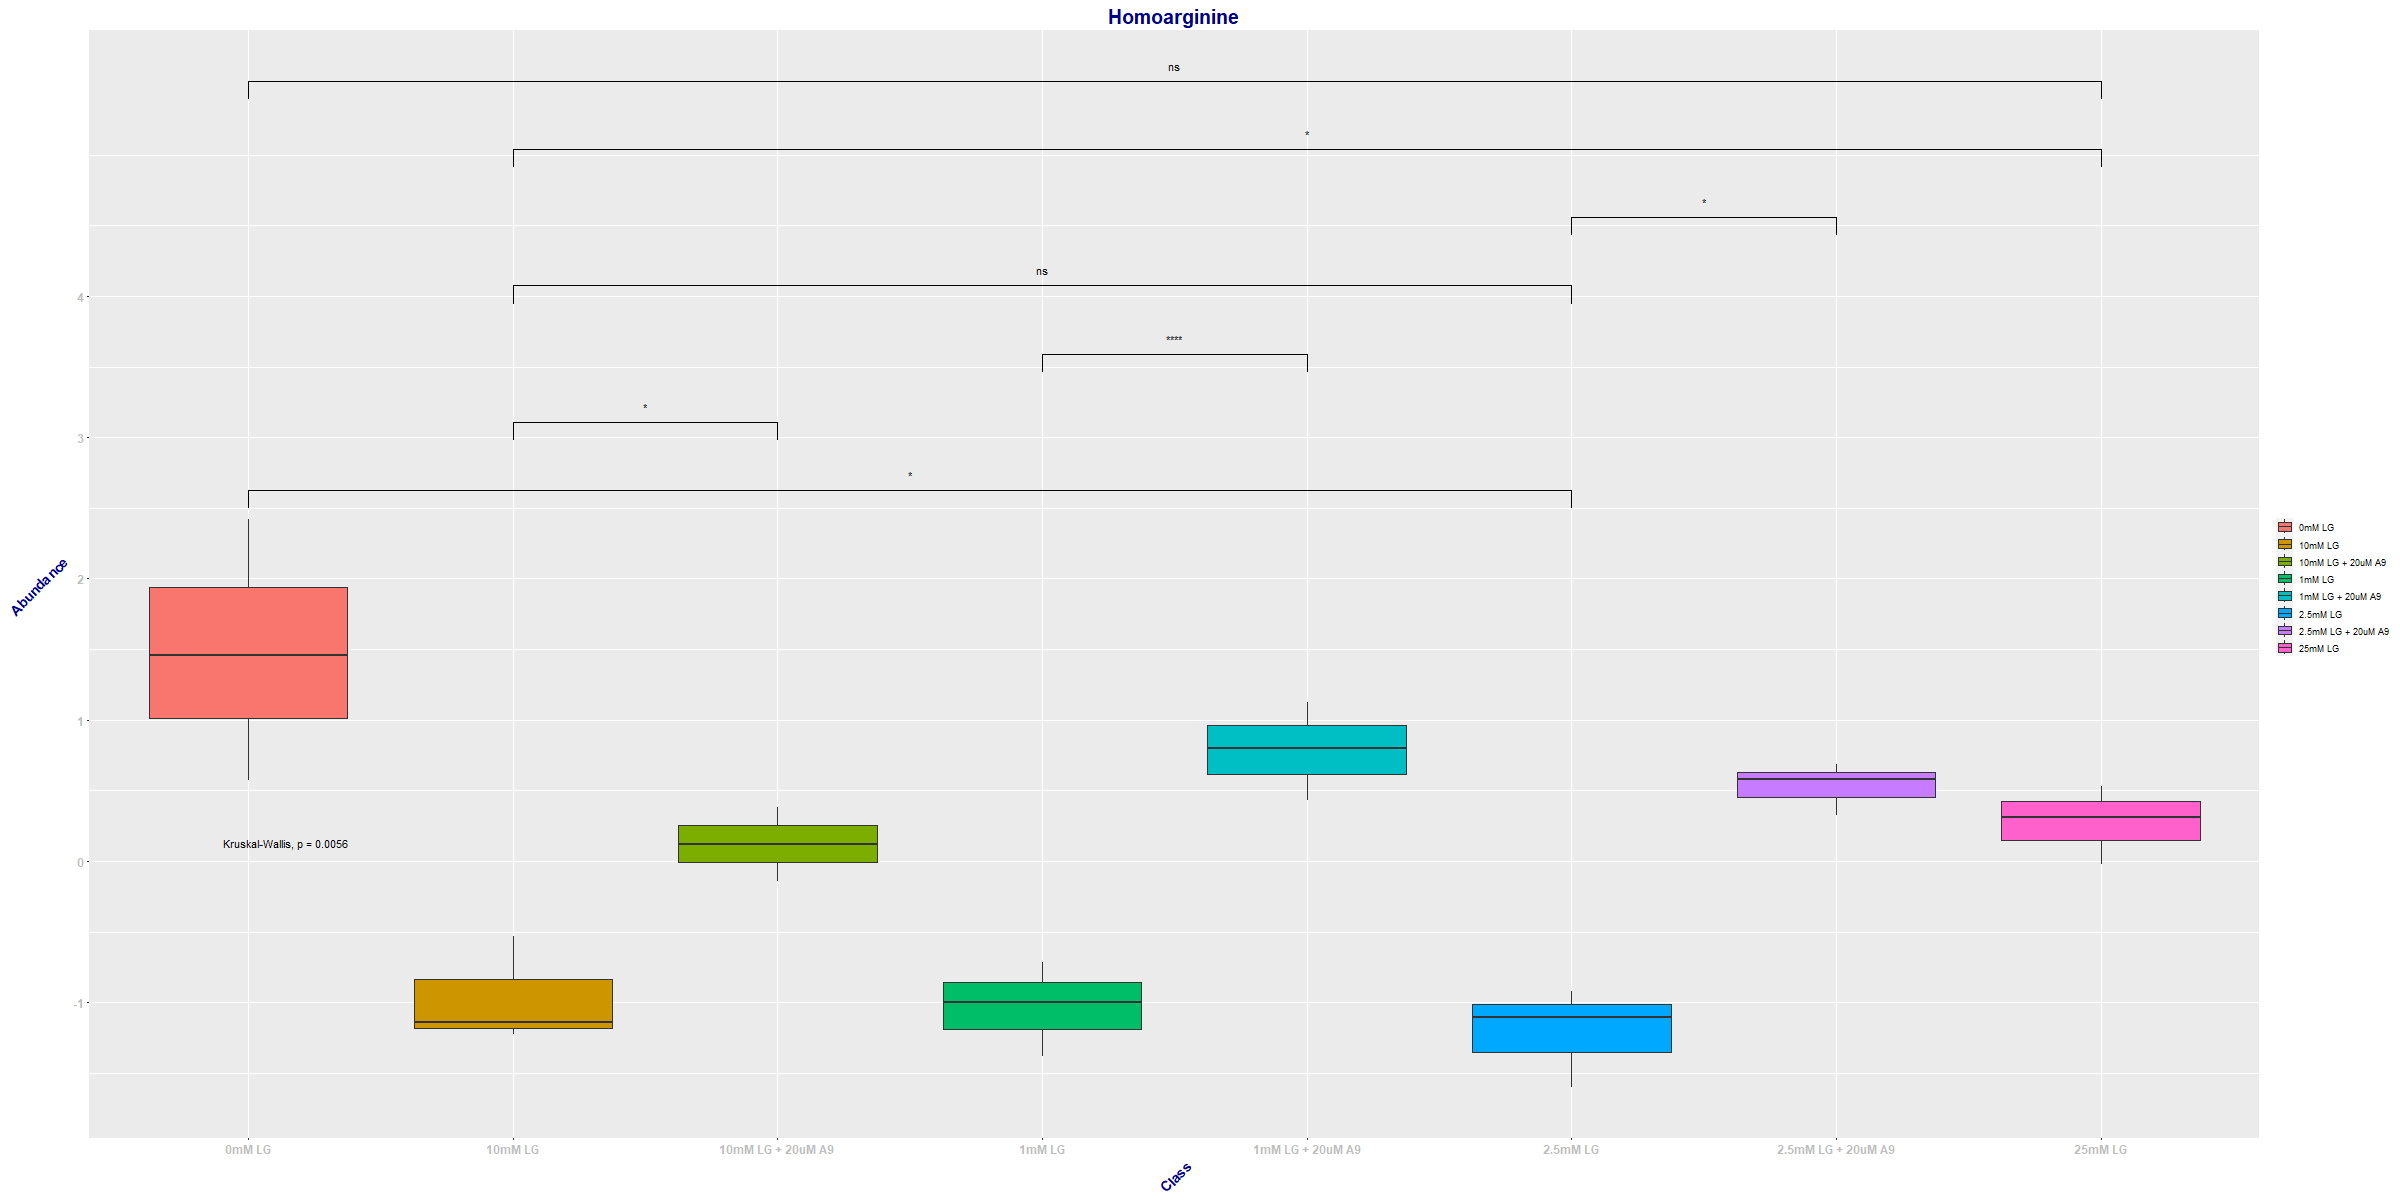 Homoarginine
ns
*
*
ns
****
*
*
4
3
2
1
0
-1
Abundance
Kruskal-Wallis, p = 0.0056
0mM LG
10mM LG
10mM LG + 20uM A9
1mM LG
1mM LG + 20uM A9
2.5mM LG
2.5mM LG + 20uM A9
25mM LG
Class
0mM LG
10mM LG
10mM LG + 20uM A9
1mM LG
1mM LG + 20uM A9
2.5mM LG
2.5mM LG + 20uM A9
25mM LG